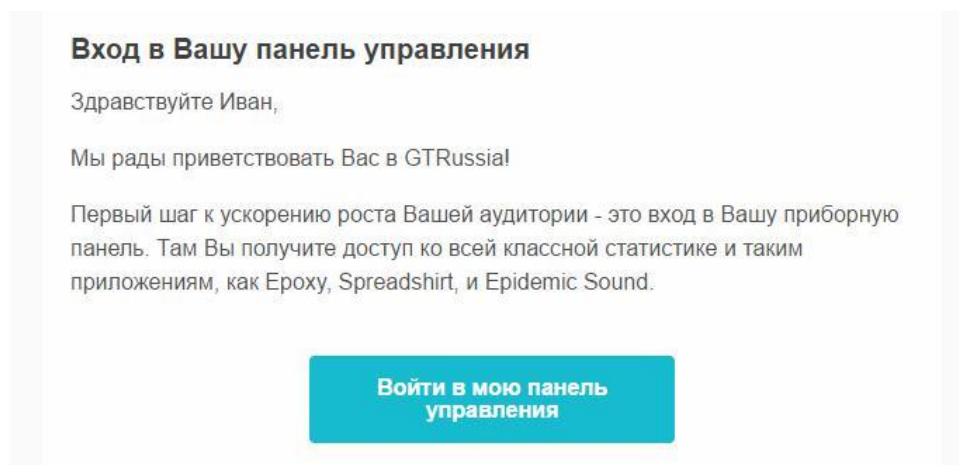 Вход в Вашу панель управления
Здравствуйте Иван,
Мы рады приветствовать Вас в GTRussia!
Первый шаг к ускорению роста Вашей аудитории - это вход в Вашу приборную
панель. Там Вы получите доступ ко всей классной статистике и таким
приложениям, как Epoxy, Spreadshirt, и Epidemic Sound.
Войти в мою панель
управления